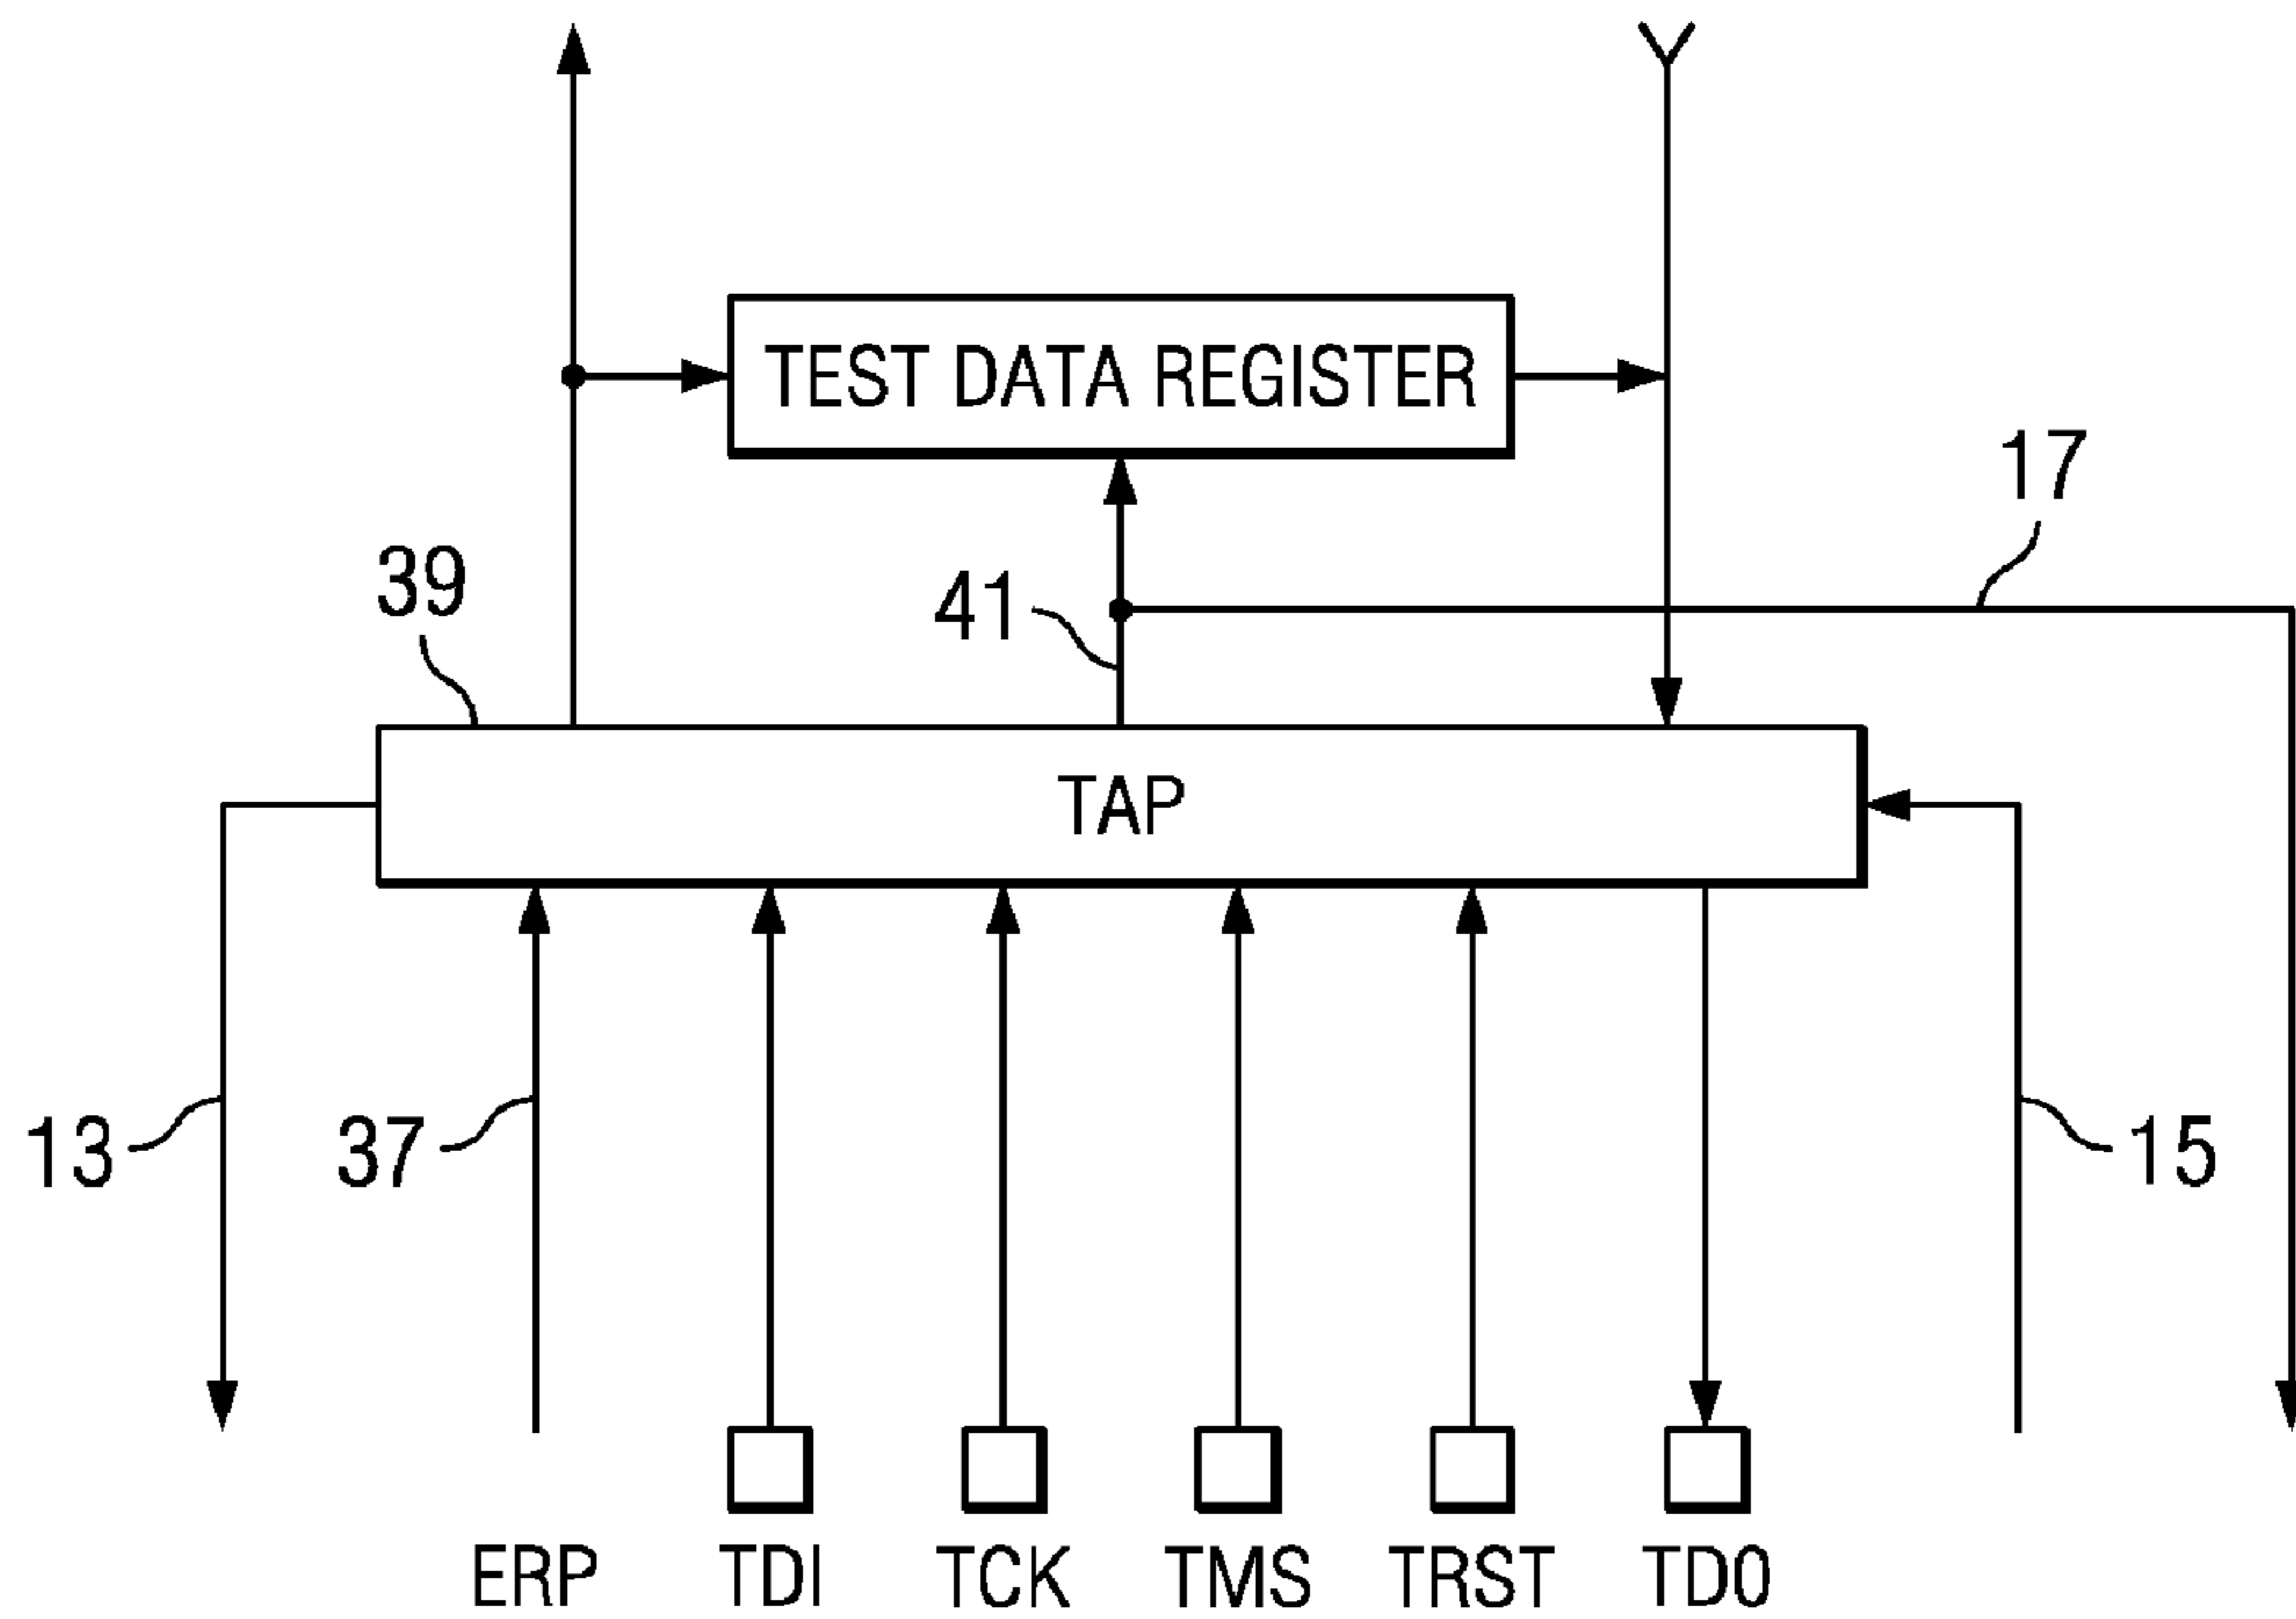 TEST DATA REGISTER
17
39
41
TAP
13
37
15
ERP
TDI
TCK
TMS
TRST
TDO